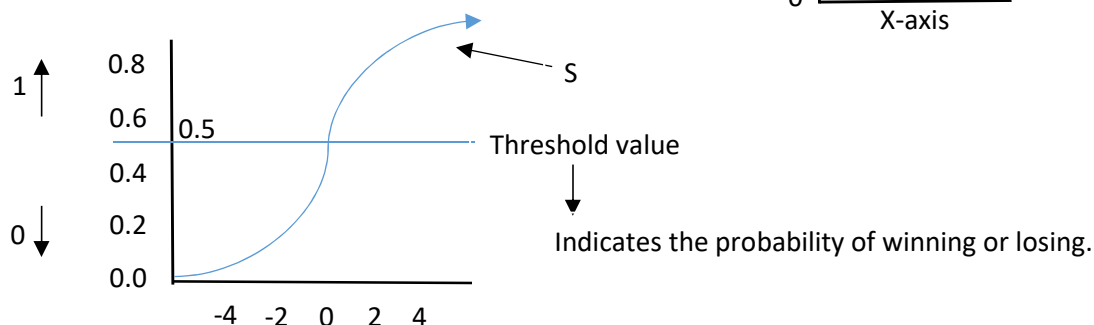 0
X-axis
0.8
1
S
0.6
0.5
Threshold value
0.4
0.2
0
Indicates the probability of winning or losing.
0.0
-4 -2 0 2 4